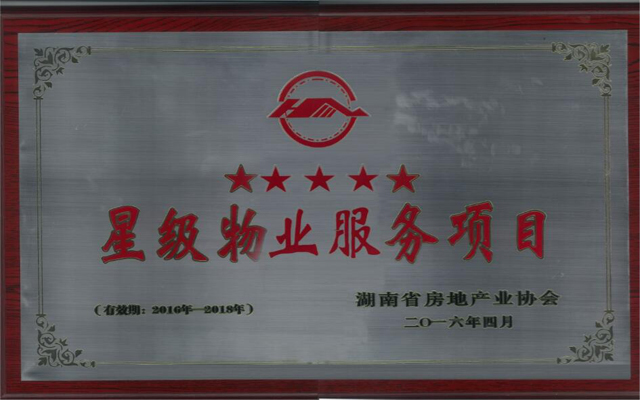 星级物业服务项目
（有效期：2016年—2018年）
湖南省房地产业协会
二〇一六年四月